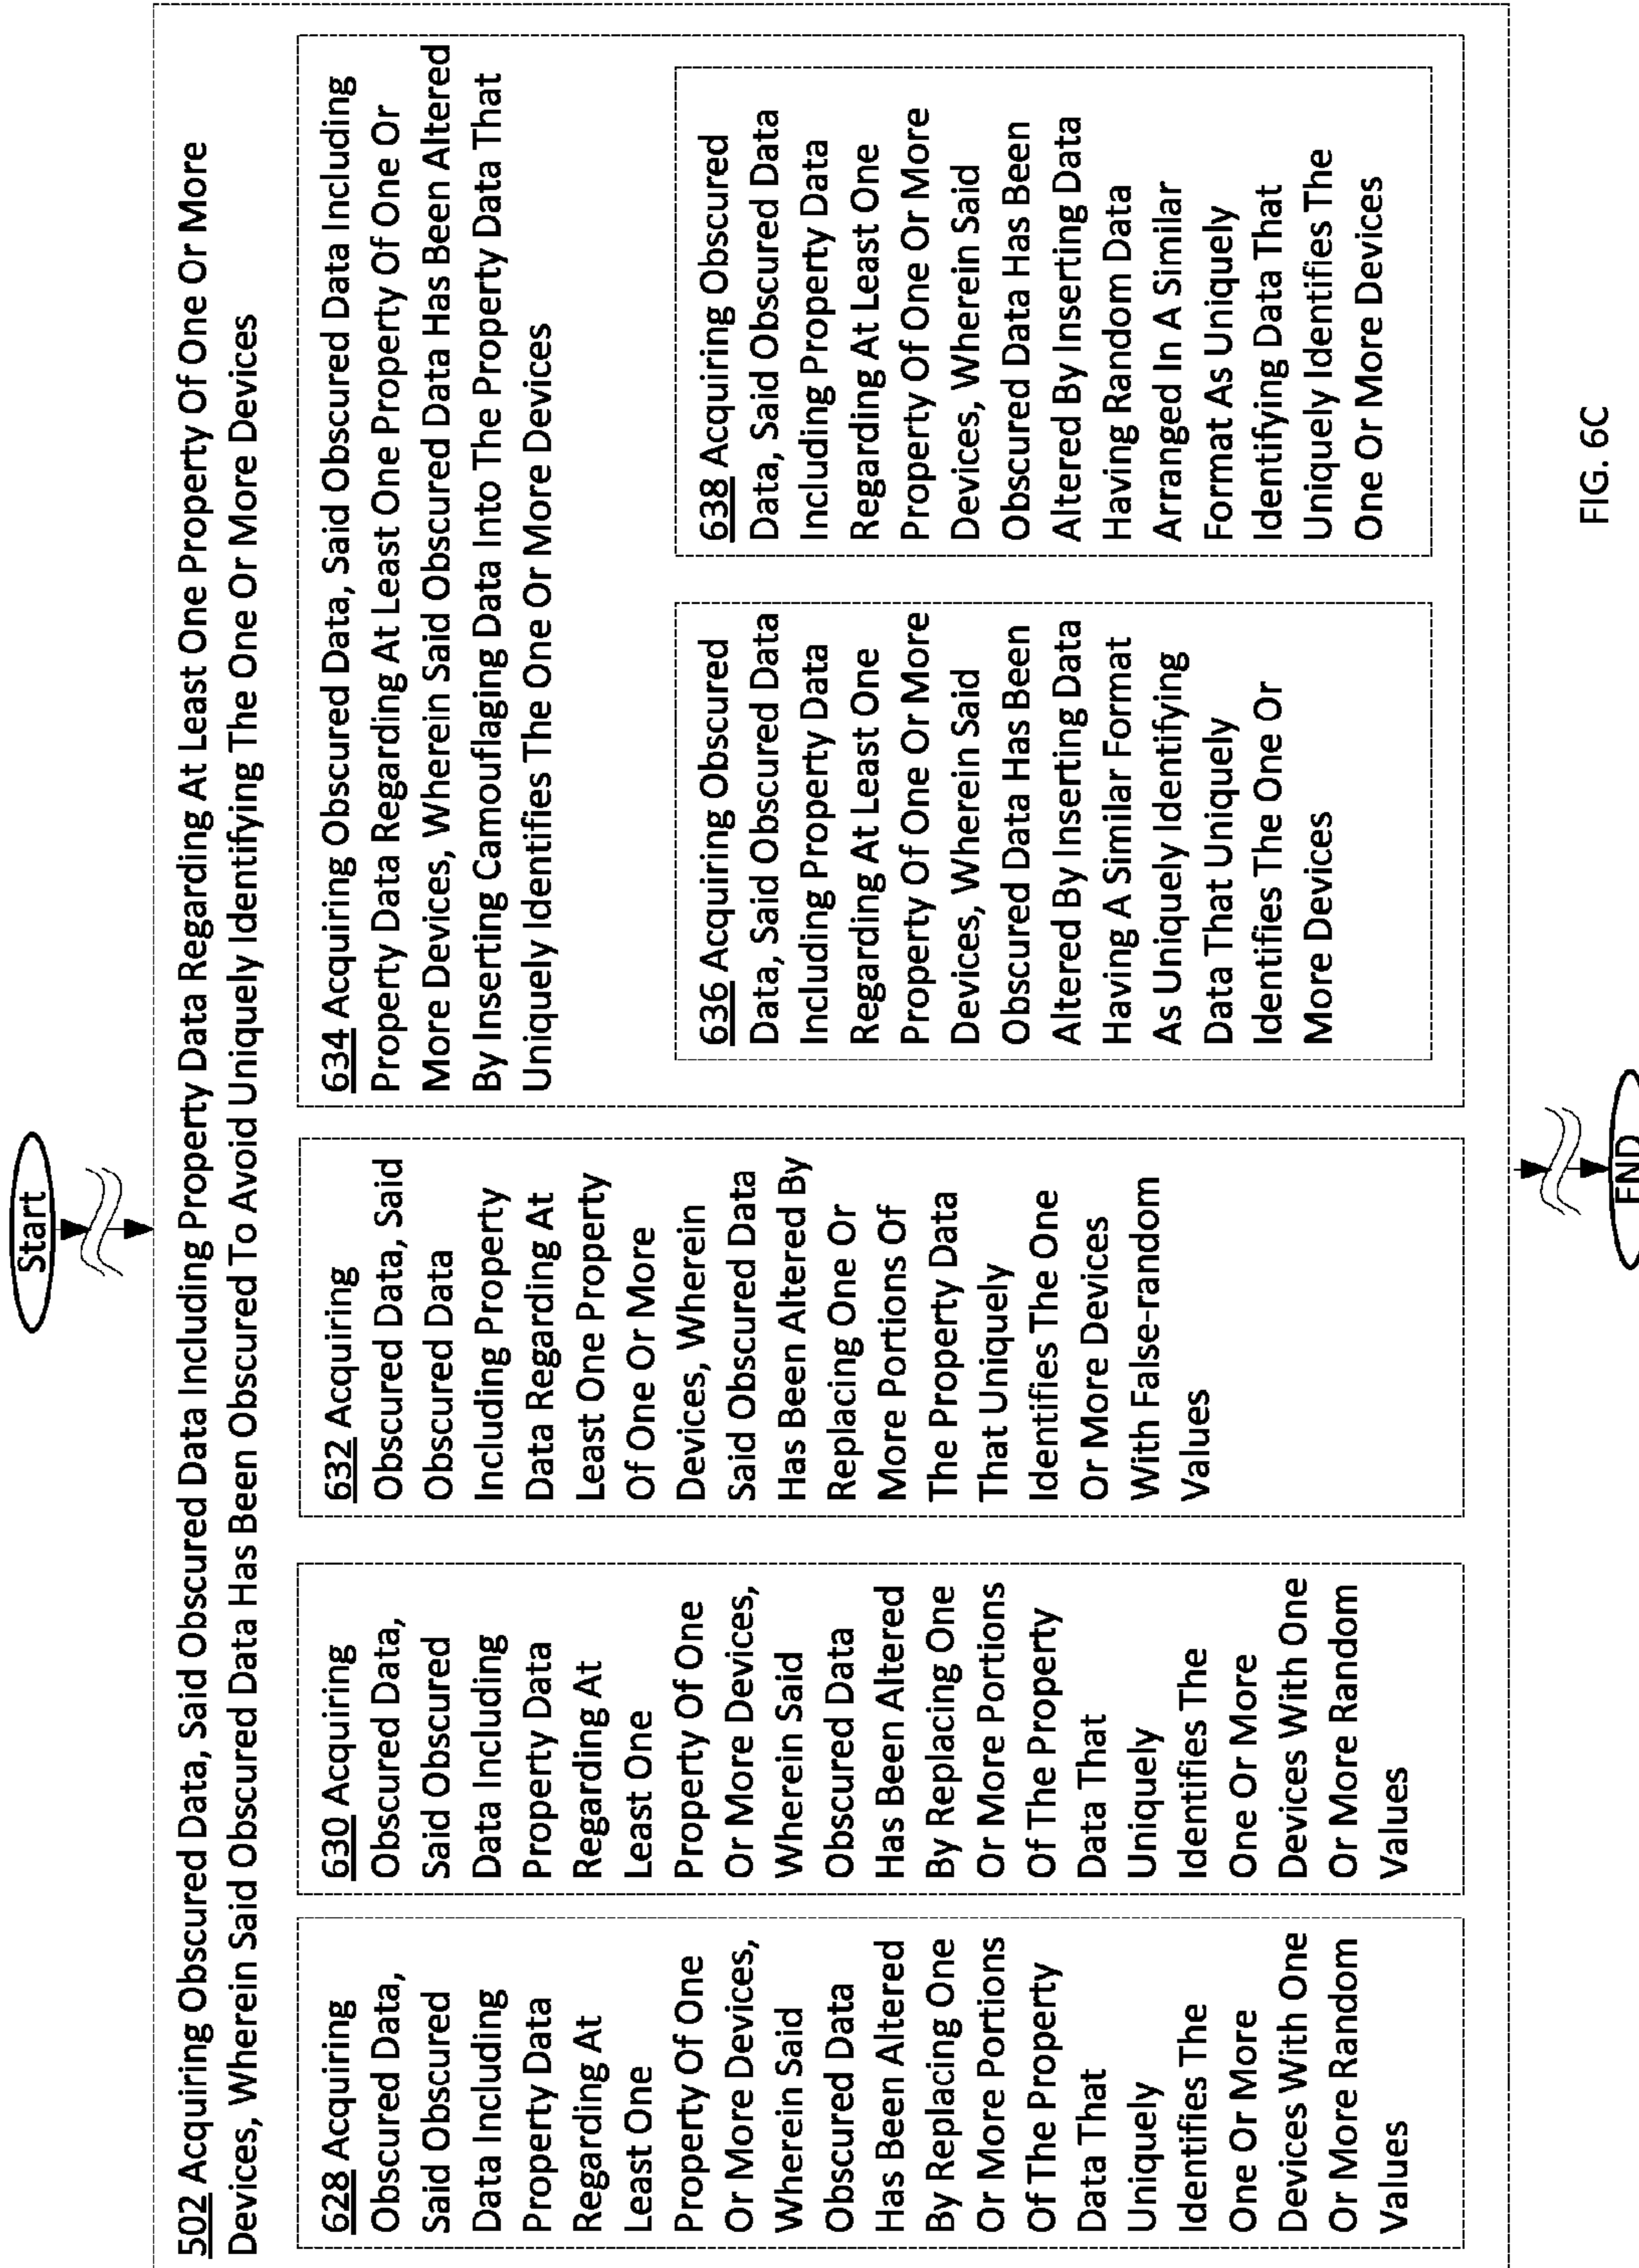 Start
502 Acquiring Obscured Data, Said Obscured Data Including Property Data Regarding At Least One Property Of One Or More
Devices, Wherein Said Obscured Data Has Been Obscured To Avoid Uniquely Identifying The One Or More Devices
628 Acquiring
Obscured Data,
Said Obscured
Data Including
Property Data
Regarding At
Least One
Property Of One
Or More Devices,
Wherein Said
Obscured Data
Has Been Altered
By Replacing One
Or More Portions
Of The Property
Data That
Uniquely
Identifies The
One Or More
Devices With One
Or More Random
Values
630 Acquiring
Obscured Data,
Said Obscured
Data Including
Property Data
Regarding At
Least One
Property Of One
Or More Devices,
Wherein Said
Obscured Data
Has Been Altered
By Replacing One
Or More Portions
Of The Property
Data That
Uniquely
Identifies The
One Or More
Devices With One
Or More Random
Values
632 Acquiring
Obscured Data, Said
Obscured Data
Including Property
Data Regarding At
Least One Property
Of One Or More
Devices, Wherein
Said Obscured Data
Has Been Altered By
Replacing One Or
More Portions Of
The Property Data
That Uniquely
Identifies The One
Or More Devices
With False-random
Values
634 Acquiring Obscured Data, Said Obscured Data Including
Property Data Regarding At Least One Property Of One Or
More Devices, Wherein Said Obscured Data Has Been Altered
By Inserting Camouflaging Data Into The Property Data That
Uniquely Identifies The One Or More Devices
636 Acquiring Obscured
Data, Said Obscured Data
Including Property Data
Regarding At Least One
Property Of One Or More
Devices, Wherein Said
Obscured Data Has Been
Altered By Inserting Data
Having A Similar Format
As Uniquely Identifying
Data That Uniquely
Identifies The One Or
More Devices
638 Acquiring Obscured
Data, Said Obscured Data
Including Property Data
Regarding At Least One
Property Of One Or More
Devices, Wherein Said
Obscured Data Has Been
Altered By Inserting Data
Having Random Data
Arranged In A Similar
Format As Uniquely
Identifying Data That
Uniquely Identifies The
One Or More Devices
END
FIG. 6C